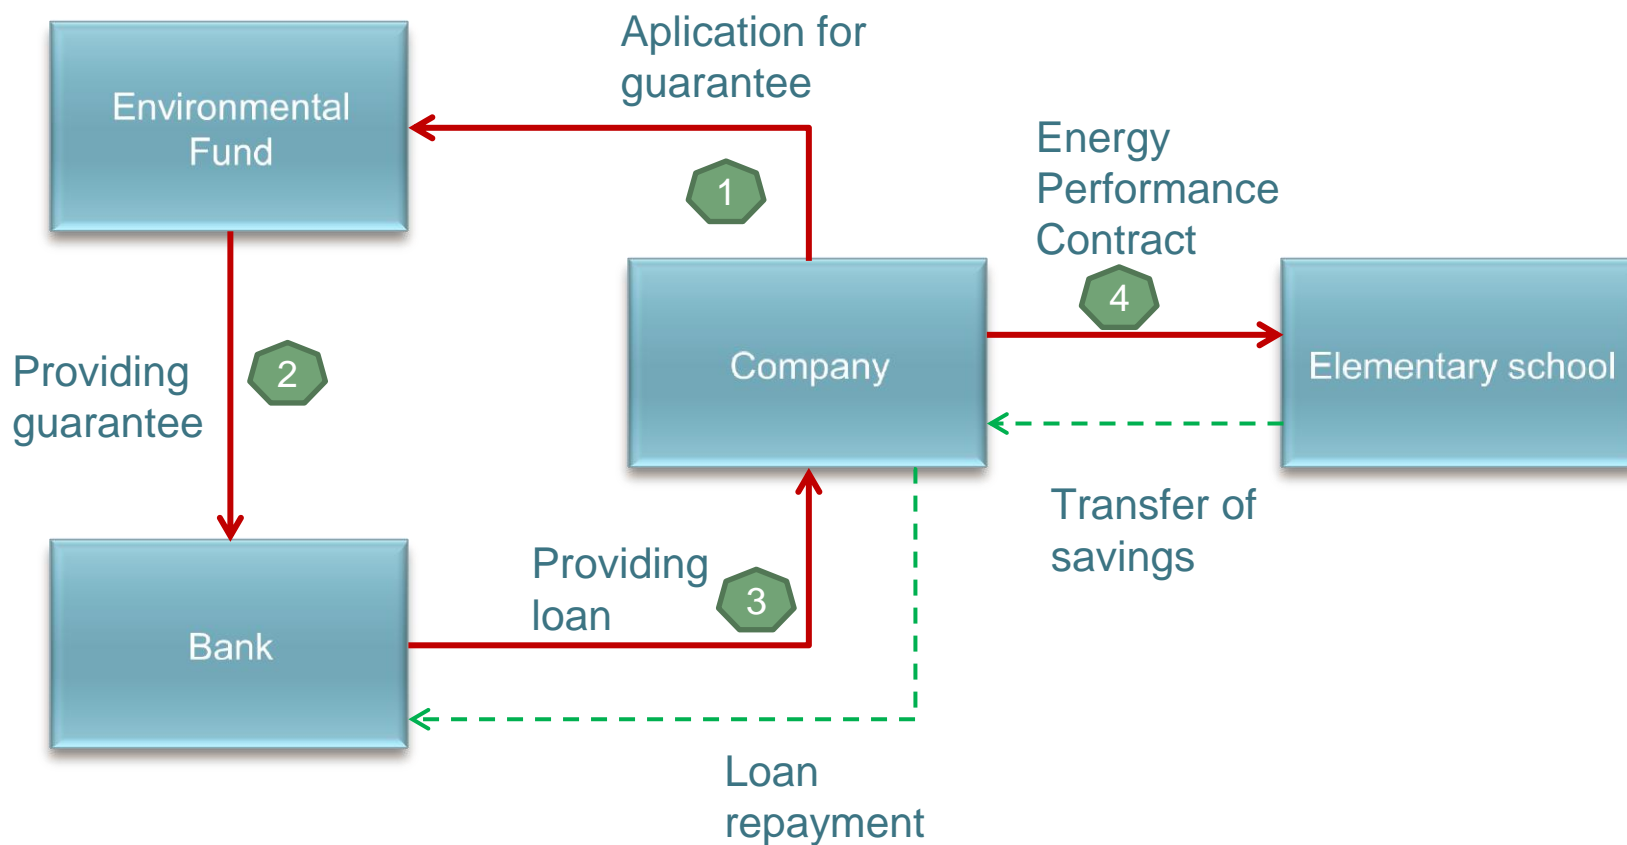 Aplication for
guarantee
Environmental
Fund
1
Energy
Performance
Contract
4
Providing
guarantee
2
Company
Elementary school
Transfer of
savings
Providing
loan
3
Bank
Loan
repayment